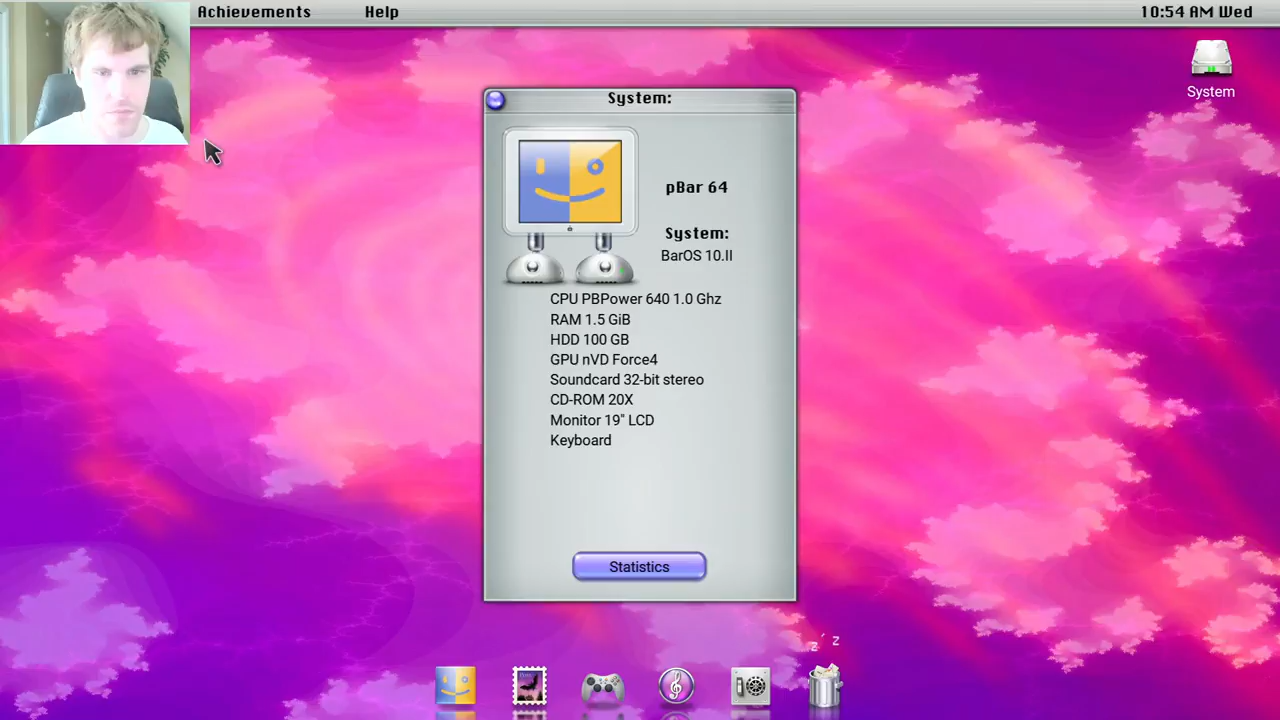 Achievements Help 10:54 AM Wed
System
System:
pBar 64
System:
BarOS 10.II
CPU PBPower 640 1.0 Ghz
RAM 1.5 GiB
HDD 100 GB
GPU nVD Force4
Soundcard 32-bit stereo
CD-ROM 20X
Monitor 19" LCD
Keyboard
Statistics
z z